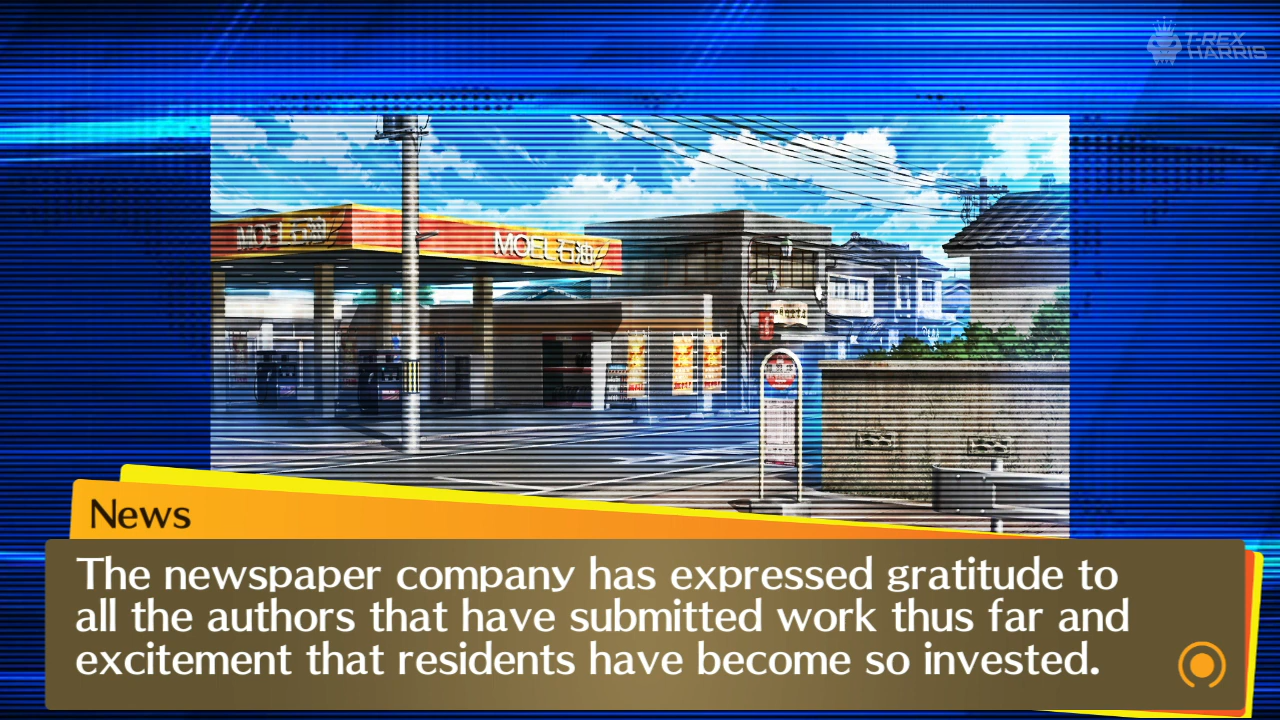 T-REX
HARRIS
MOEL石油
MOEL石油
News
The newspaper company has expressed gratitude to
all the authors that have submitted work thus far and
excitement that residents have become so invested.